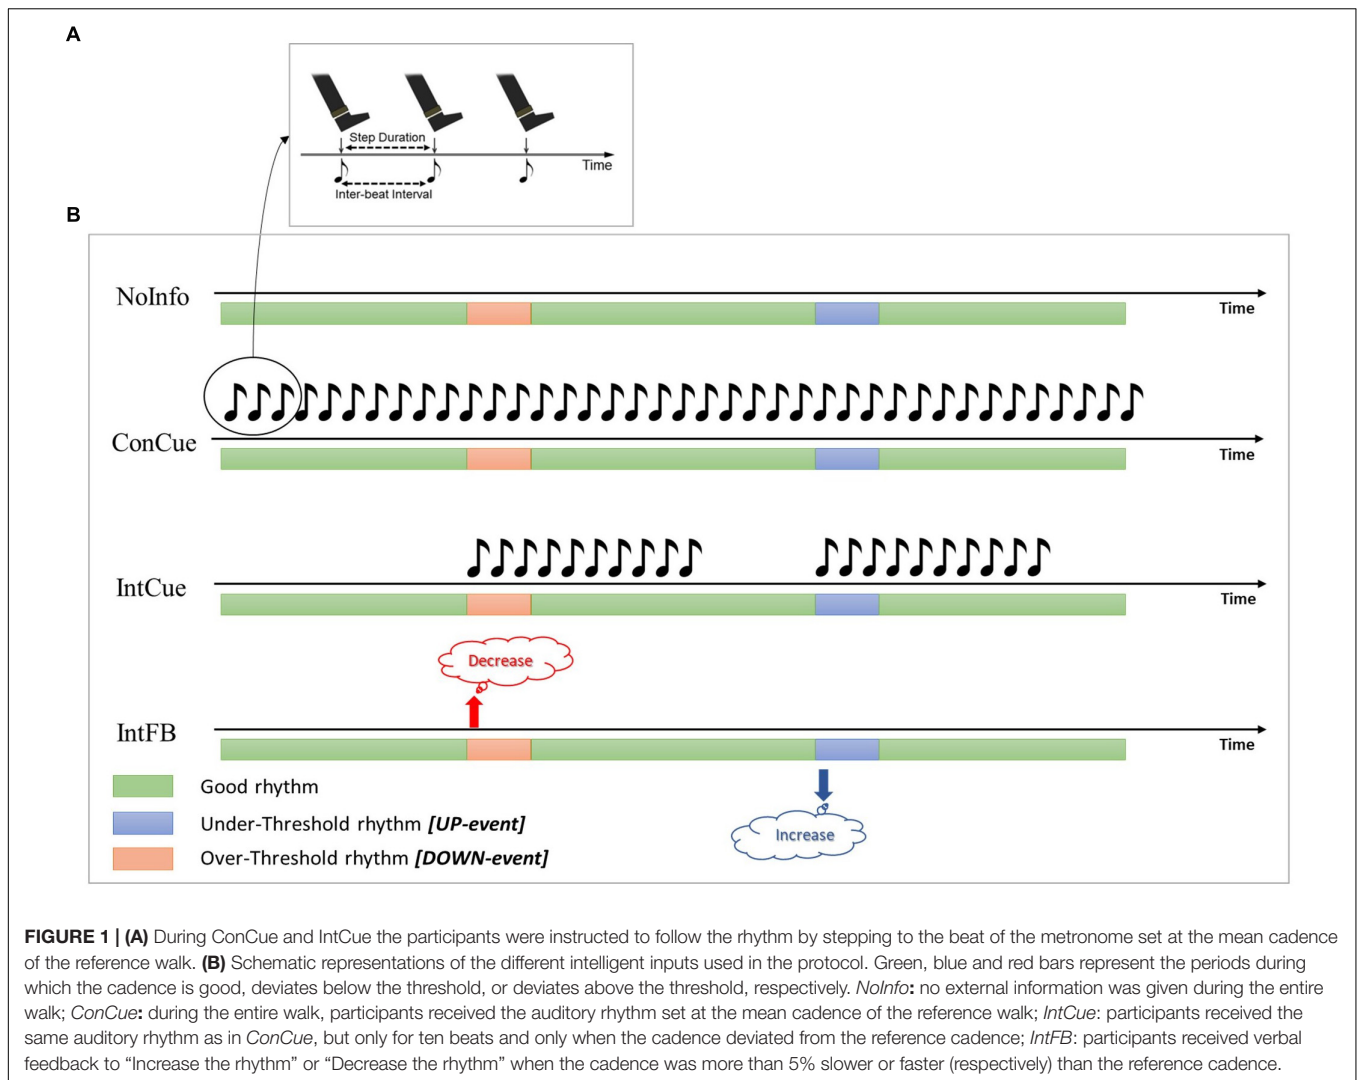 A
Step Duration
Time
Inter-beat Interval
B
NoInfo
Time
ConCue
Time
IntCue
Time
Decrease
IntFB
Time
Good rhythm
Under-Threshold rhythm [UP-event]
Increase
Over-Threshold rhythm [DOWN-event]
FIGURE 1 | (A) During ConCue and IntCue the participants were instructed to follow the rhythm by stepping to the beat of the metronome set at the mean cadence
of the reference walk. (B) Schematic representations of the different intelligent inputs used in the protocol. Green, blue and red bars represent the periods during
which the cadence is good, deviates below the threshold, or deviates above the threshold, respectively. NoInfo: no external information was given during the entire
walk; ConCue: during the entire walk, participants received the auditory rhythm set at the mean cadence of the reference walk; IntCue: participants received the
same auditory rhythm as in ConCue, but only for ten beats and only when the cadence deviated from the reference cadence; IntFB: participants received verbal
feedback to “Increase the rhythm” or “Decrease the rhythm” when the cadence was more than 5% slower or faster (respectively) than the reference cadence.